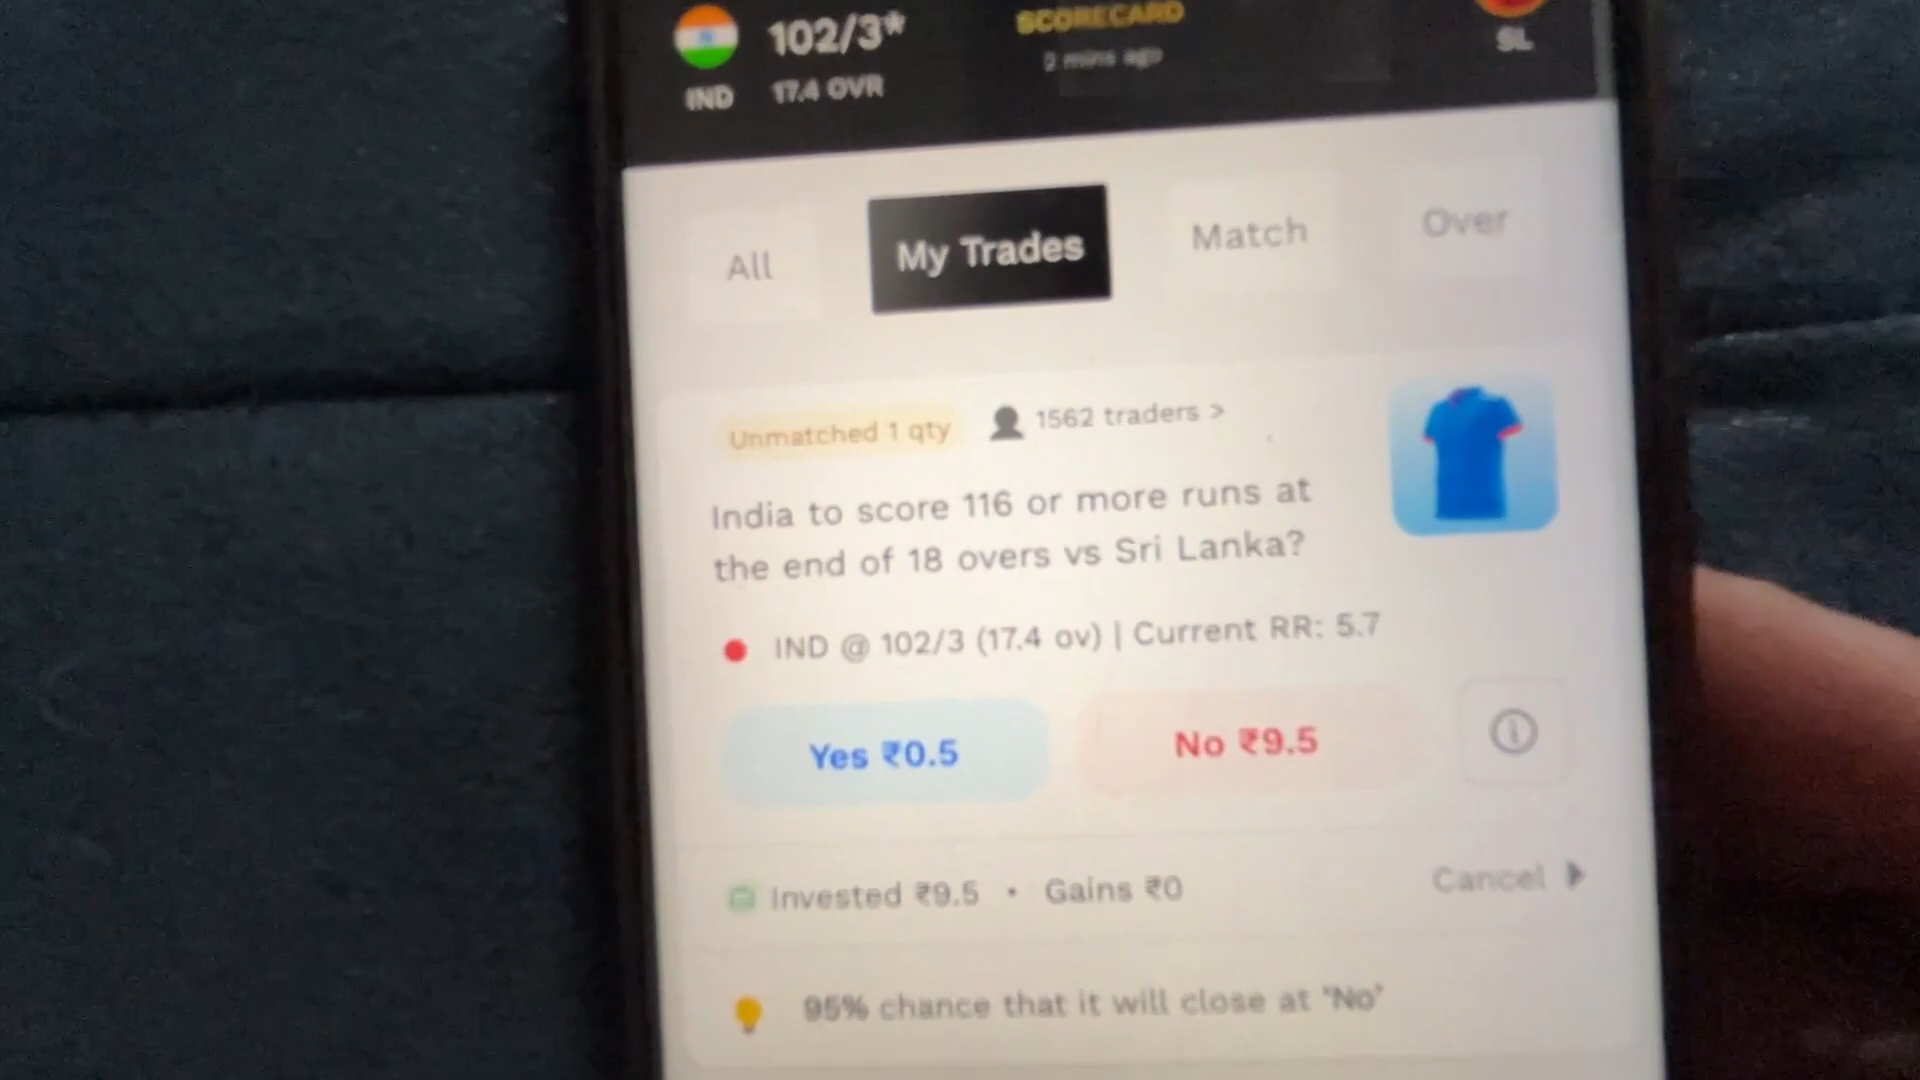 102/3*
SCORECARD
2 mins ago
IND
17.4 OVR
SL
All
My Trades
Match
Over
Unmatched 1 qty
1562 traders >
India to score 116 or more runs at
the end of 18 overs vs Sri Lanka?
IND @ 102/3 (17.4 ov) | Current RR: 5.7
Yes ₹0.5
No ₹9.5
Invested ₹9.5 • Gains ₹0
Cancel
95% chance that it will close at "No"